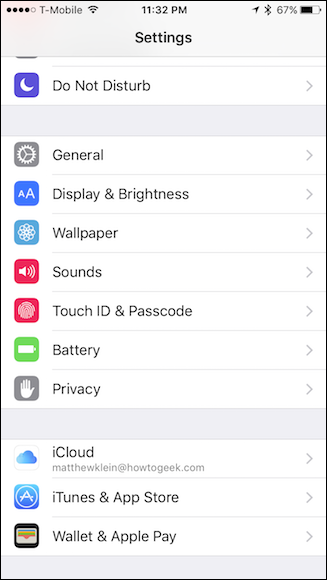 T-Mobile 11:32 PM 67%
Settings
Do Not Disturb
General
AA Display & Brightness
Wallpaper
Sounds
Touch ID & Passcode
Battery
Privacy
iCloud
matthewklein@howtogeek.com
iTunes & App Store
Wallet & Apple Pay